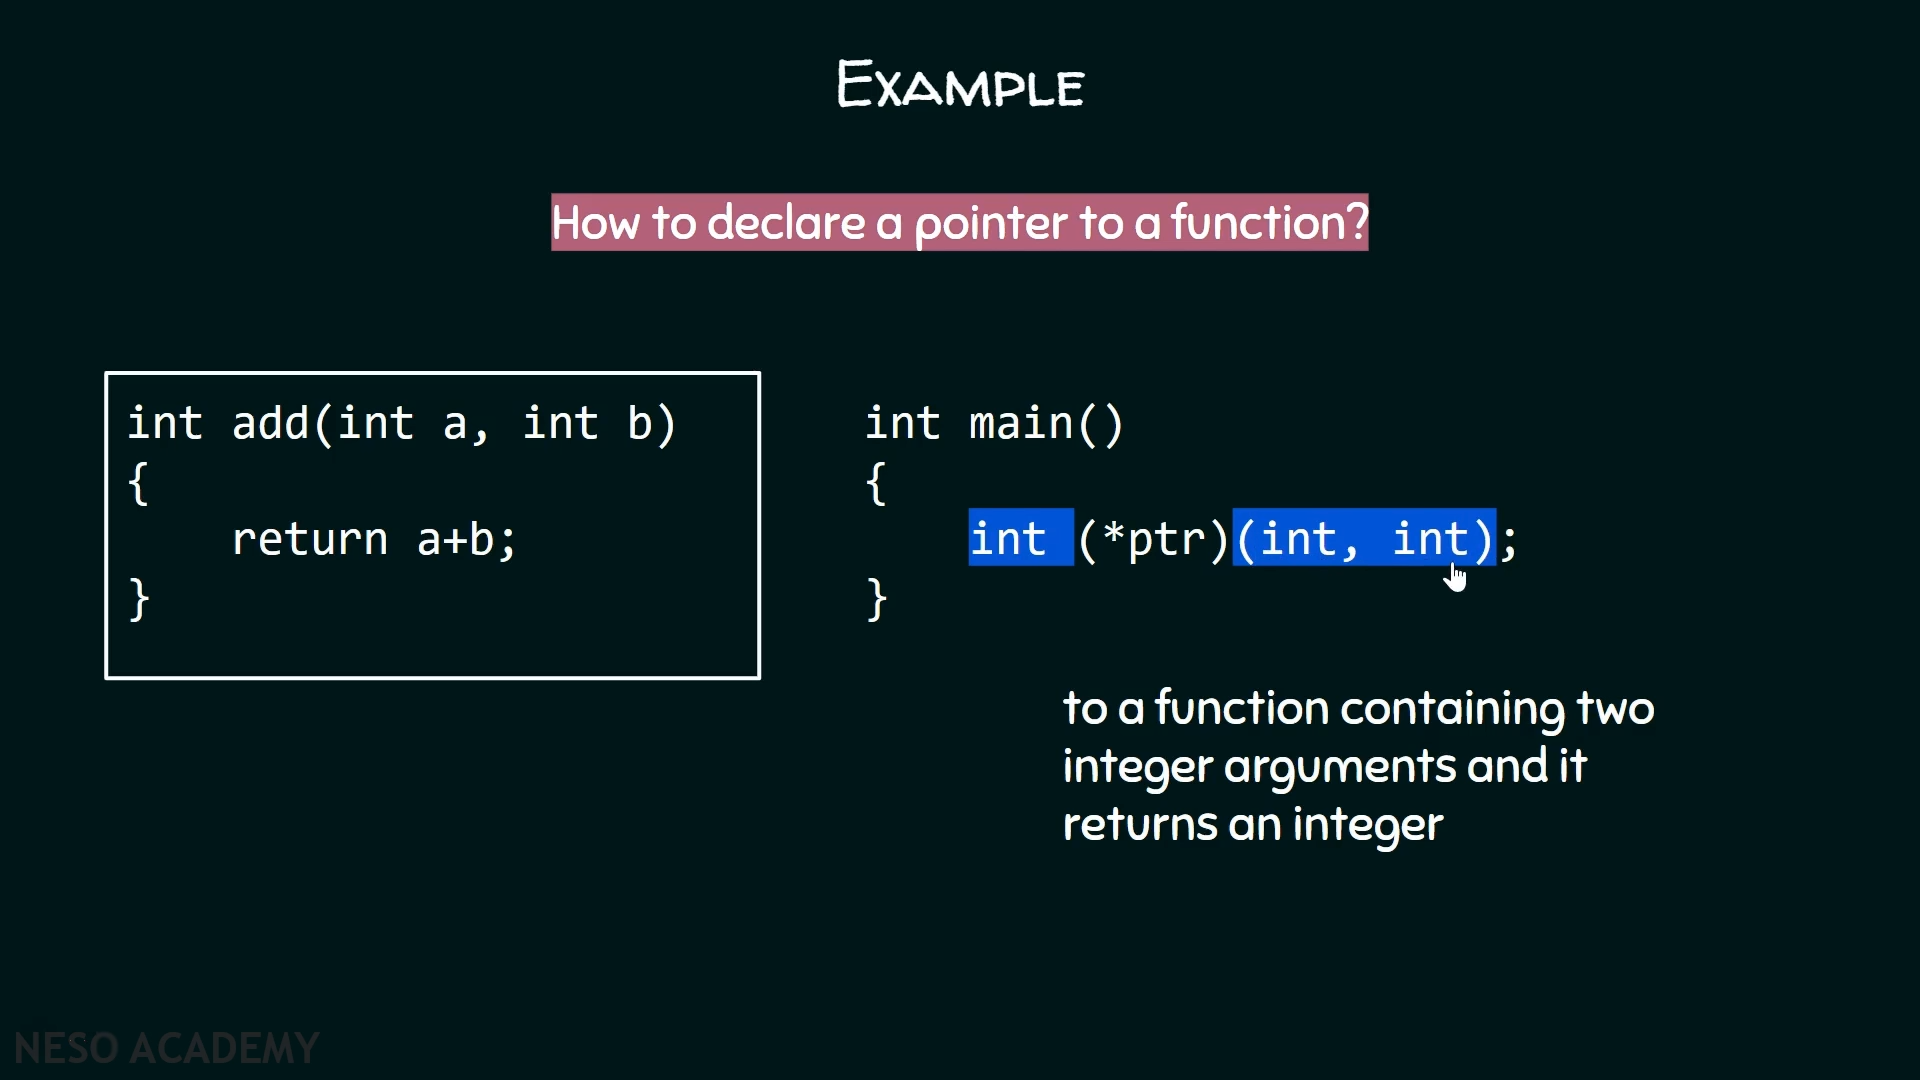 Example
How to declare a pointer to a function?
int add(int a, int b)
{
return a+b;
}
int main()
{
int (*ptr)(int, int);
}
to a function containing two
integer arguments and it
returns an integer
NESO ACADEMY